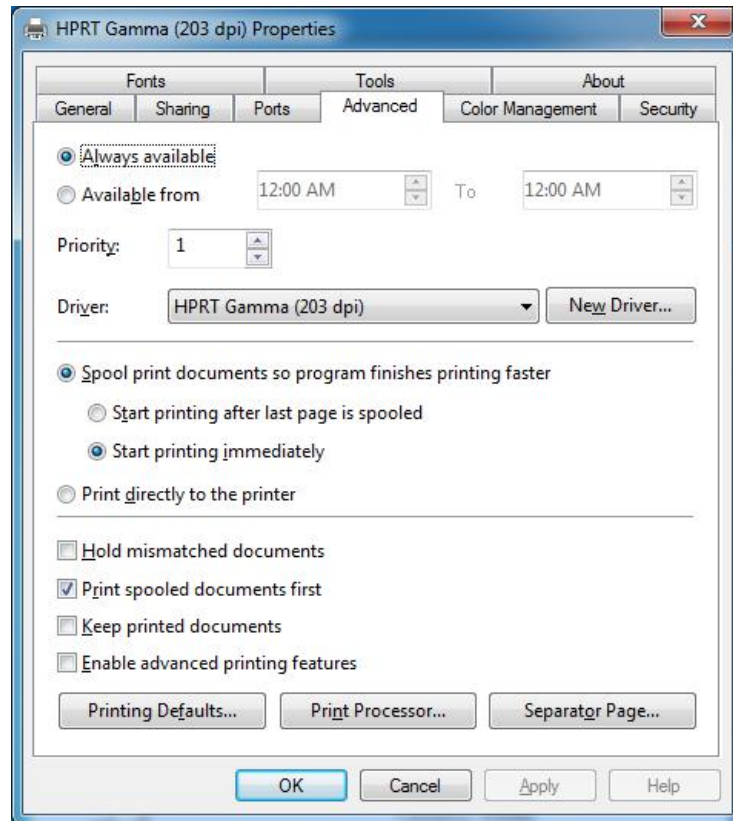 HPRT Gamma (203 dpi) Properties
Fonts Tools About
General Sharing Ports Advanced Color Management Security
Always available
Available from 12:00 AM To 12:00 AM
Priority: 1
Driver: HPRT Gamma (203 dpi) New Driver...
Spool print documents so program finishes printing faster
Start printing after last page is spooled
Start printing immediately
Print directly to the printer
Hold mismatched documents
Print spooled documents first
Keep printed documents
Enable advanced printing features
Printing Defaults... Print Processor... Separator Page...
OK Cancel Apply Help